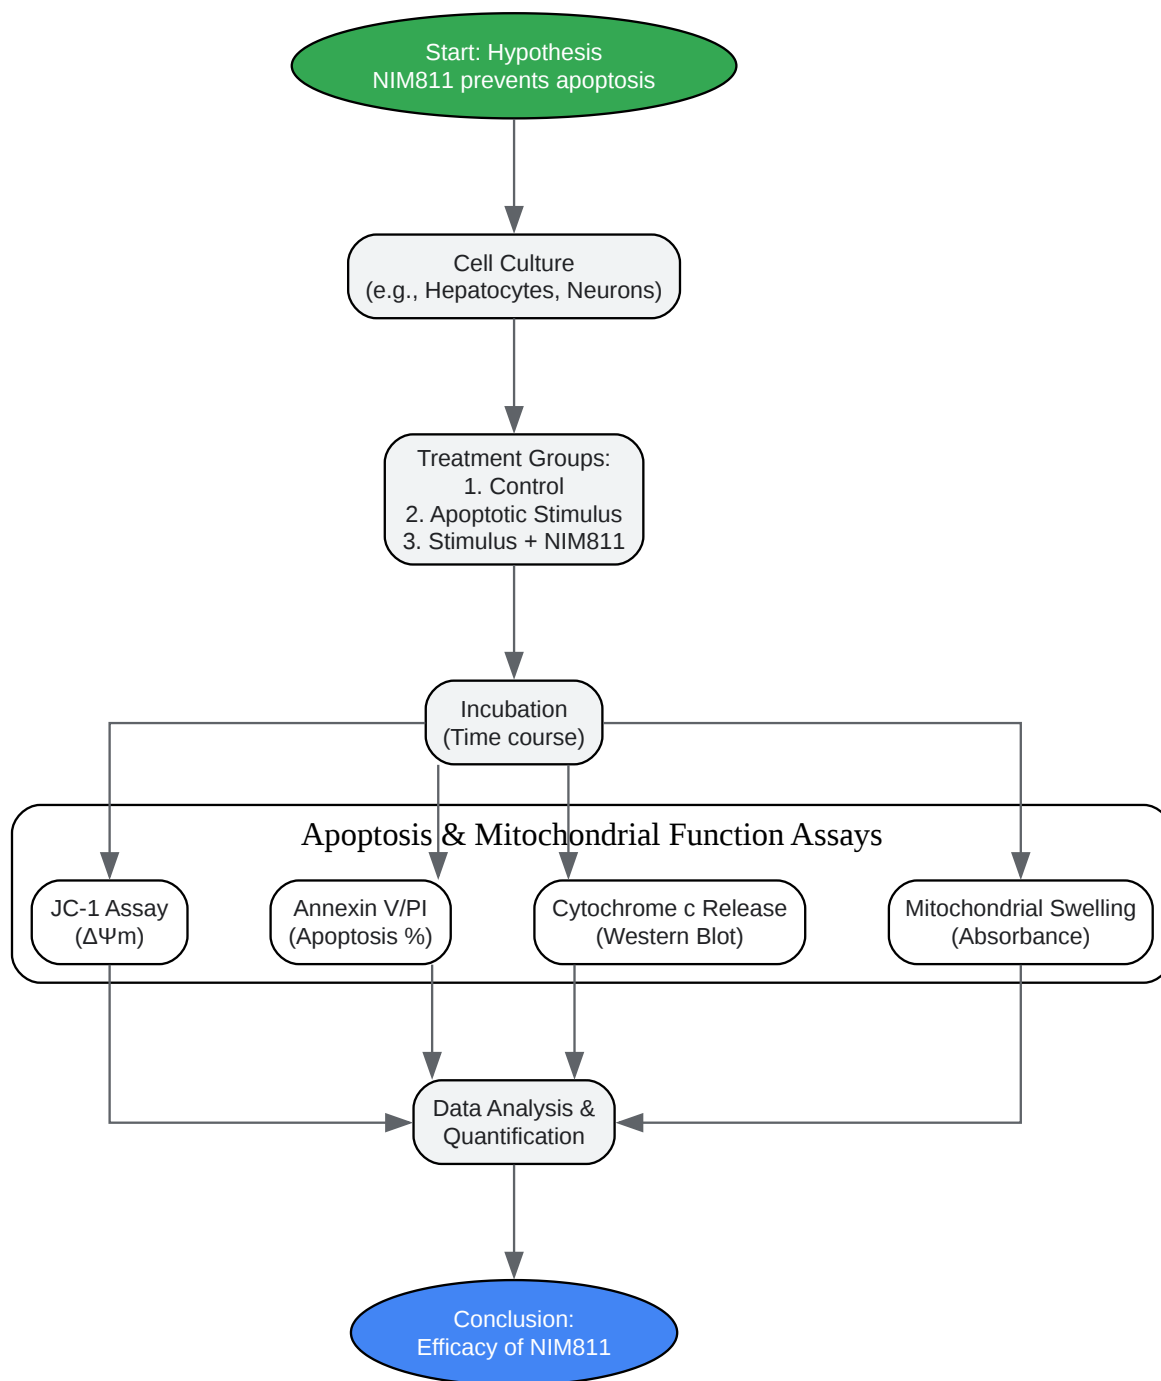 Start: Hypothesis
NIM811 prevents apoptosis
Cell Culture
(e.g., Hepatocytes, Neurons)
Treatment Groups:
1. Control
2. Apoptotic Stimulus
3. Stimulus + NIM811
Incubation
(Time course)
Apoptosis & Mitochondrial Function Assays
JC-1 Assay
(ΔΨm)
Annexin V/PI
(Apoptosis %)
Cytochrome c Release
(Western Blot)
Mitochondrial Swelling
(Absorbance)
Data Analysis &
Quantification
Conclusion:
Efficacy of NIM811